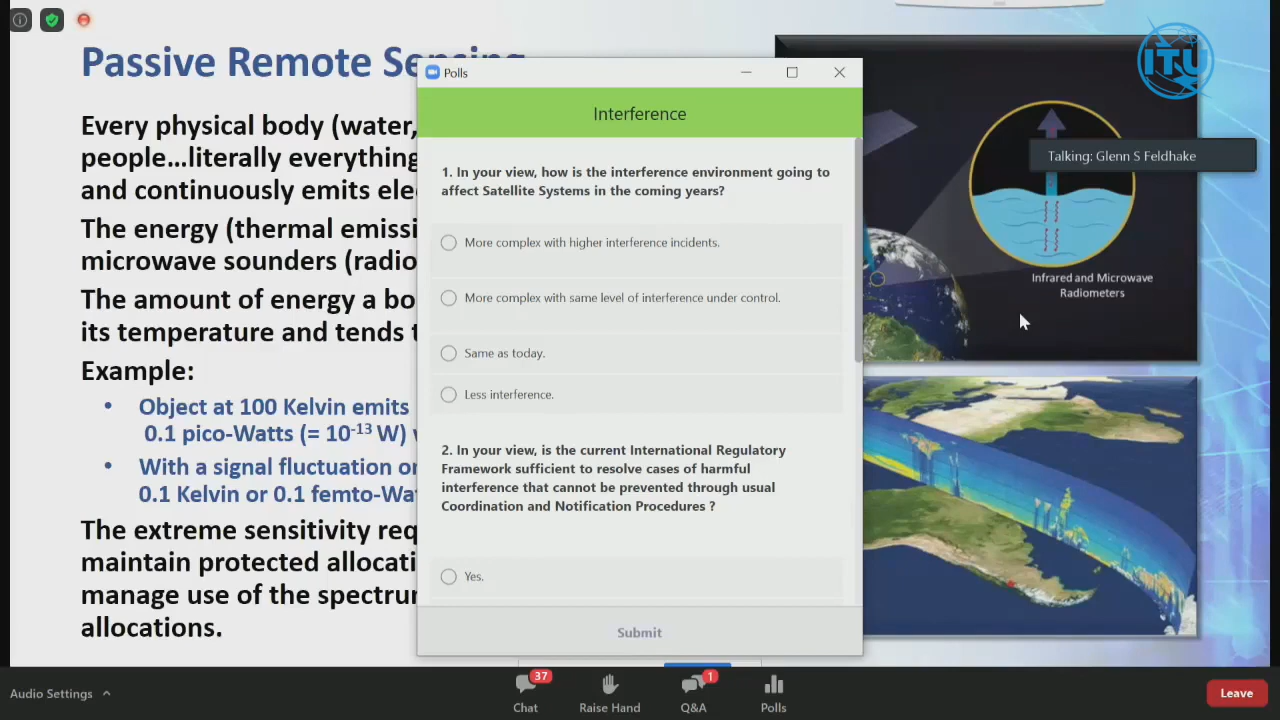 Passive Remote Sensing
Every physical body (water,
people…literally everything
and continuously emits ele
The energy (thermal emissi
microwave sounders (radio
The amount of energy a bo
its temperature and tends t
Example:
• Object at 100 Kelvin emits
0.1 pico-Watts (= 10⁻¹³ W) v
• With a signal fluctuation or
0.1 Kelvin or 0.1 femto-Wat
The extreme sensitivity req
maintain protected allocati
manage use of the spectrum
allocations.
Polls
Interference
1. In your view, how is the interference environment going to
affect Satellite Systems in the coming years?
More complex with higher interference incidents.
More complex with same level of interference under control.
Same as today.
Less interference.
2. In your view, is the current International Regulatory
Framework sufficient to resolve cases of harmful
interference that cannot be prevented through usual
Coordination and Notification Procedures ?
Yes.
Submit
ITU
Talking: Glenn S Feldhake
Infrared and Microwave
Radiometers
Audio Settings
37
Chat
Raise Hand
1
Q&A
Polls
Leave